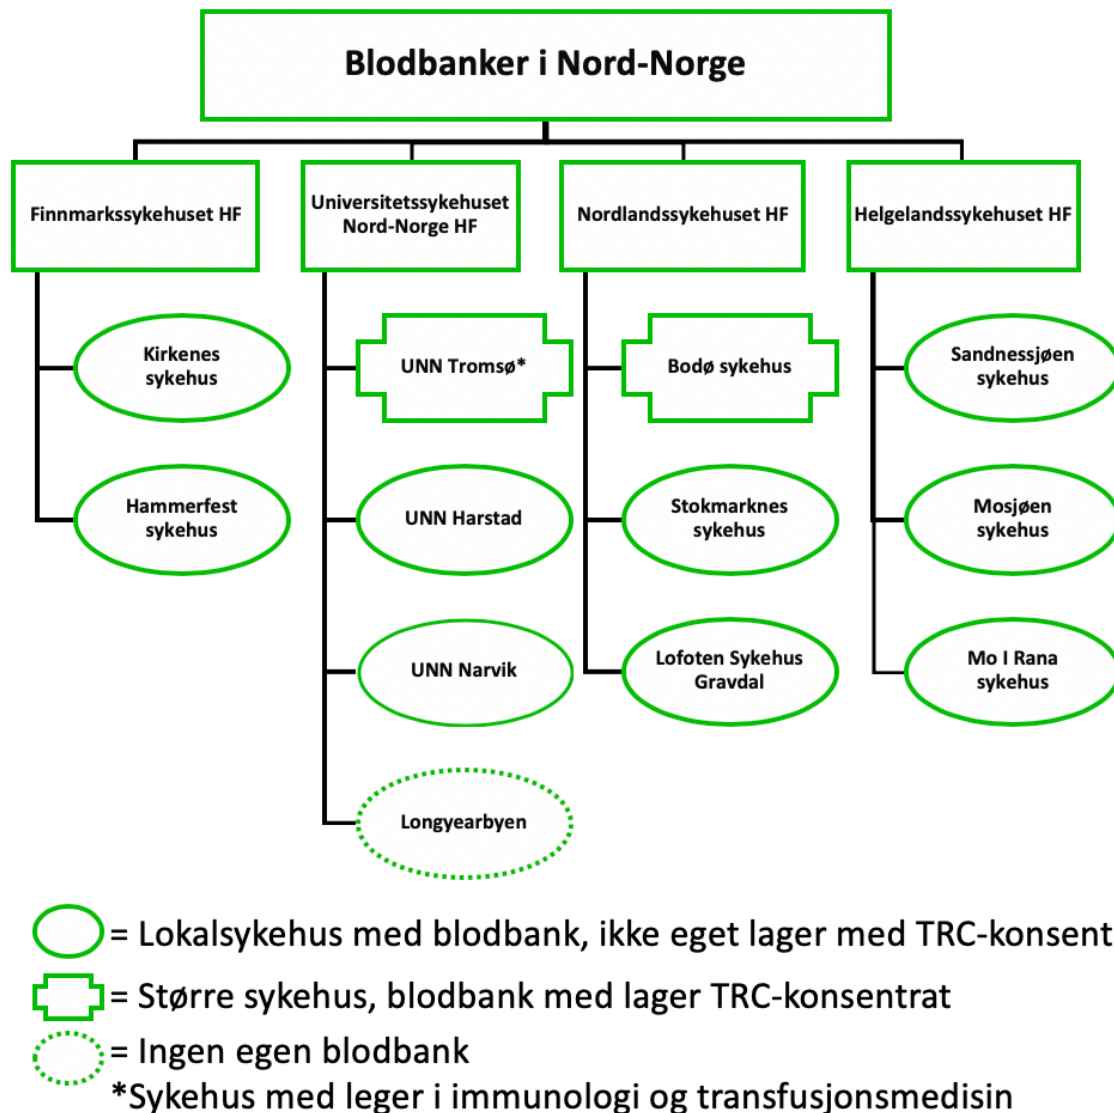 Blodbanker i Nord-Norge
Finnmarkssykehuset HF
Universitetssykehuset
Nord-Norge HF
Nordlandssykehuset HF
Helgelandssykehuset HF
Kirkenes
sykehus
Hammerfest
sykehus
UNN Tromsø*
UNN Harstad
UNN Narvik
Longyearbyen
Bodø sykehus
Stokmarknes
sykehus
Lofoten Sykehus
Gravdal
Sandnessjøen
sykehus
Mosjøen
sykehus
Mo I Rana
sykehus
= Lokalsykehus med blodbank, ikke eget lager med TRC-konsent
= Større sykehus, blodbank med lager TRC-konsentrat
= Ingen egen blodbank
*Sykehus med leger i immunologi og transfusjonsmedisin